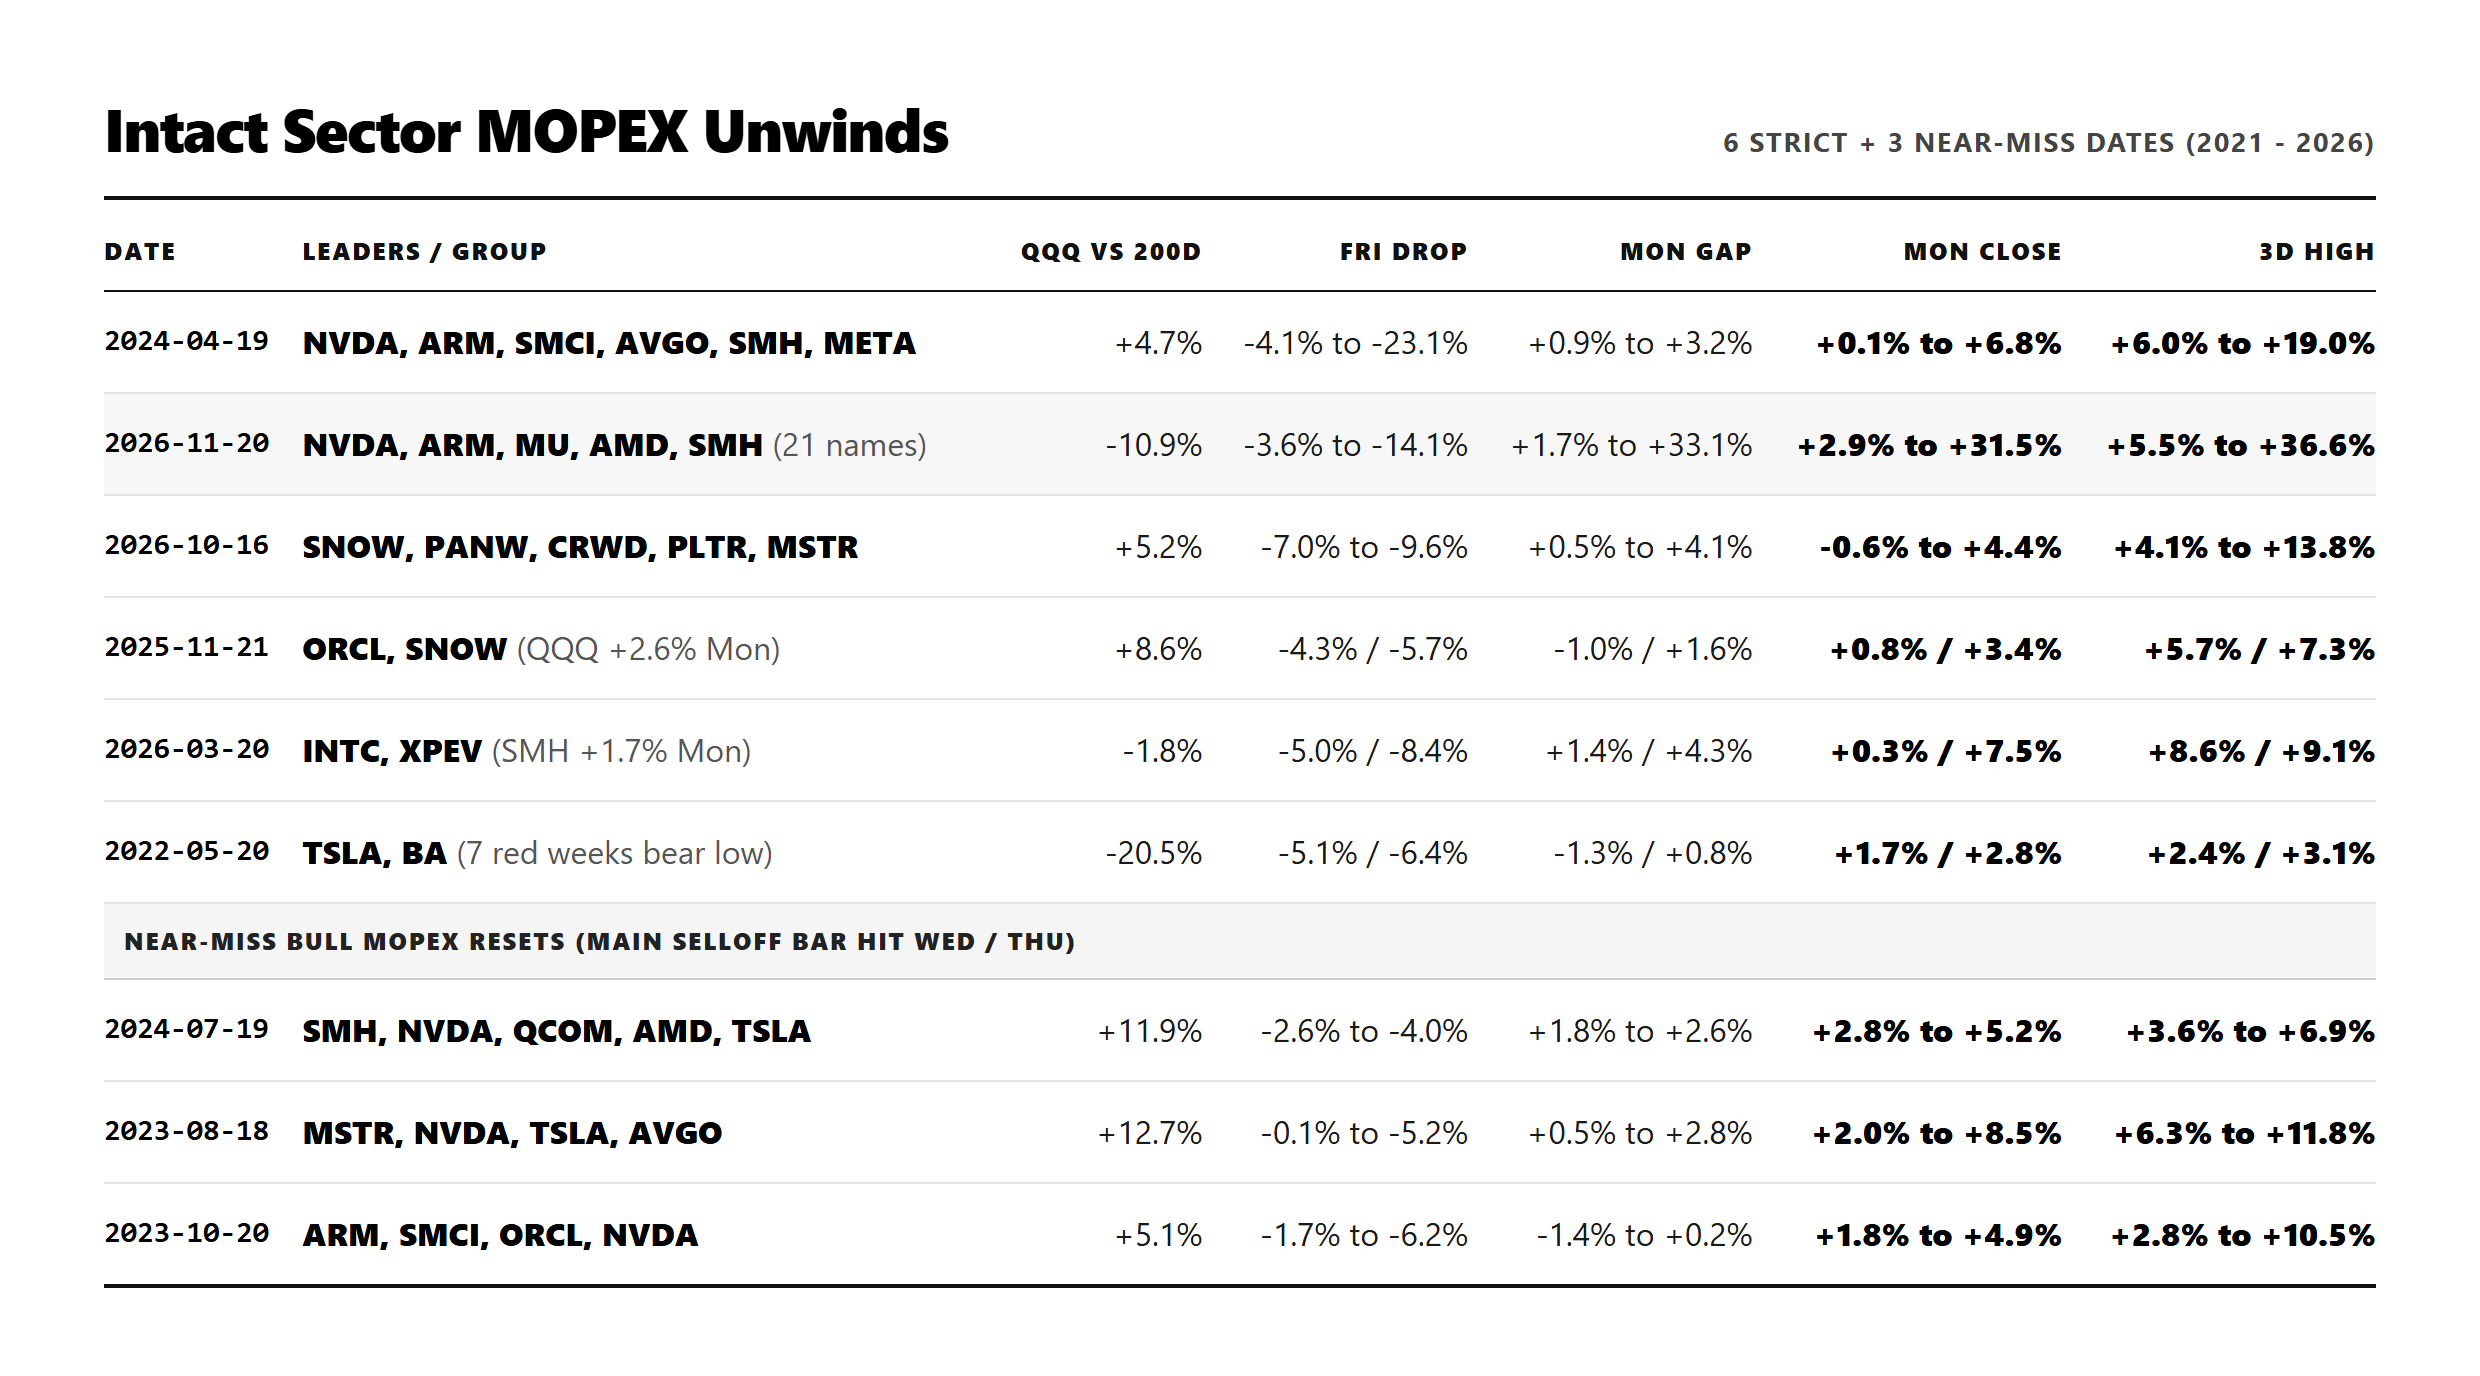 Intact Sector MOPEX Unwinds
6 STRICT + 3 NEAR-MISS DATES (2021 - 2026)
DATE LEADERS / GROUP QQQ VS 200D FRI DROP MON GAP MON CLOSE 3D HIGH
2024-04-19 NVDA, ARM, SMCI, AVGO, SMH, META +4.7% -4.1% to -23.1% +0.9% to +3.2% +0.1% to +6.8% +6.0% to +19.0%
2026-11-20 NVDA, ARM, MU, AMD, SMH (21 names) -10.9% -3.6% to -14.1% +1.7% to +33.1% +2.9% to +31.5% +5.5% to +36.6%
2026-10-16 SNOW, PANW, CRWD, PLTR, MSTR +5.2% -7.0% to -9.6% +0.5% to +4.1% -0.6% to +4.4% +4.1% to +13.8%
2025-11-21 ORCL, SNOW (QQQ +2.6% Mon) +8.6% -4.3% / -5.7% -1.0% / +1.6% +0.8% / +3.4% +5.7% / +7.3%
2026-03-20 INTC, XPEV (SMH +1.7% Mon) -1.8% -5.0% / -8.4% +1.4% / +4.3% +0.3% / +7.5% +8.6% / +9.1%
2022-05-20 TSLA, BA (7 red weeks bear low) -20.5% -5.1% / -6.4% -1.3% / +0.8% +1.7% / +2.8% +2.4% / +3.1%
NEAR-MISS BULL MOPEX RESETS (MAIN SELLOFF BAR HIT WED / THU)
2024-07-19 SMH, NVDA, QCOM, AMD, TSLA +11.9% -2.6% to -4.0% +1.8% to +2.6% +2.8% to +5.2% +3.6% to +6.9%
2023-08-18 MSTR, NVDA, TSLA, AVGO +12.7% -0.1% to -5.2% +0.5% to +2.8% +2.0% to +8.5% +6.3% to +11.8%
2023-10-20 ARM, SMCI, ORCL, NVDA +5.1% -1.7% to -6.2% -1.4% to +0.2% +1.8% to +4.9% +2.8% to +10.5%